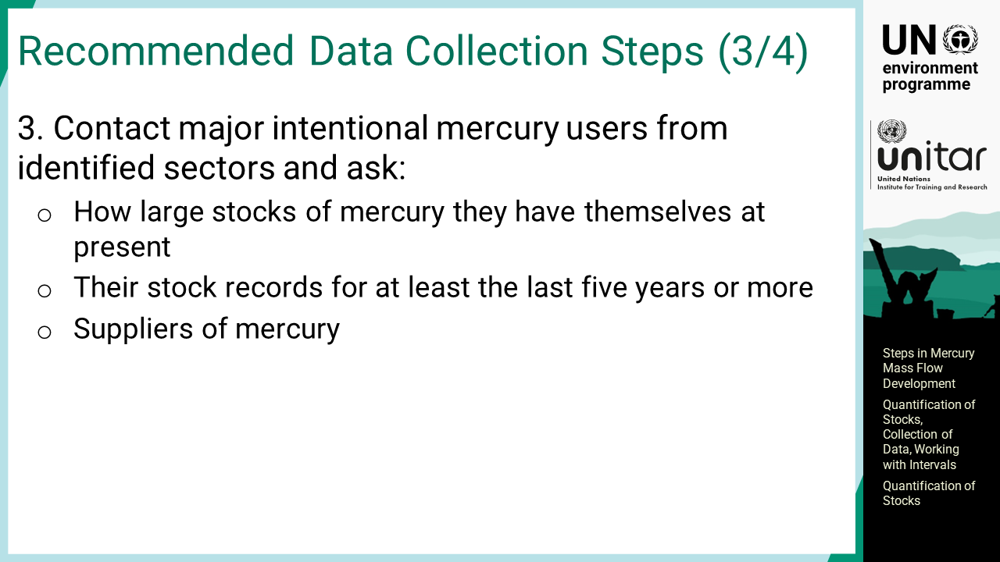 Recommended Data Collection Steps (3/4)
3. Contact major intentional mercury users from
identified sectors and ask:
o How large stocks of mercury they have themselves at
present
o Their stock records for at least the last five years or more
o Suppliers of mercury
UN
environment
programme
unitar
United Nations
Institute for Training and Research
Steps in Mercury
Mass Flow
Development
Quantification of
Stocks,
Collection of
Data, Working
with Intervals
Quantification of
Stocks